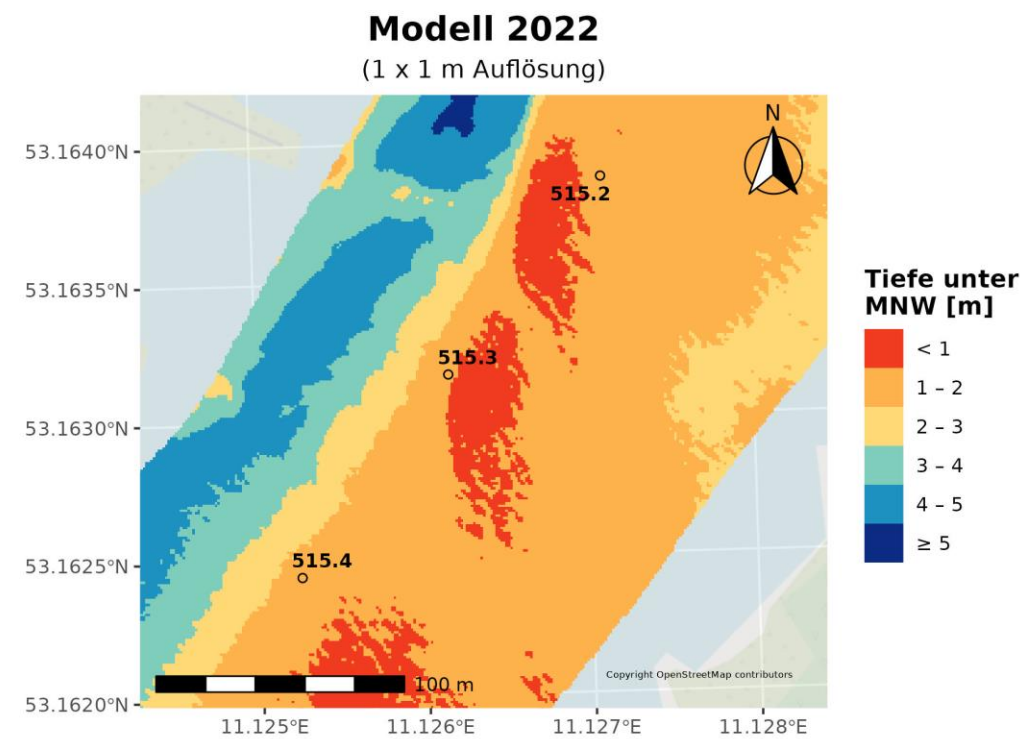 Modell 2022
(1 x 1 m Auflösung)
N
53.1640°N
515.2
53.1635°N
Tiefe unter
MNW [m]
515.3
< 1
1 – 2
53.1630°N
2 – 3
3 – 4
4 – 5
≥ 5
515.4
53.1625°N
Copyright OpenStreetMap contributors
100 m
53.1620°N
11.125°E
11.126°E
11.127°E
11.128°E